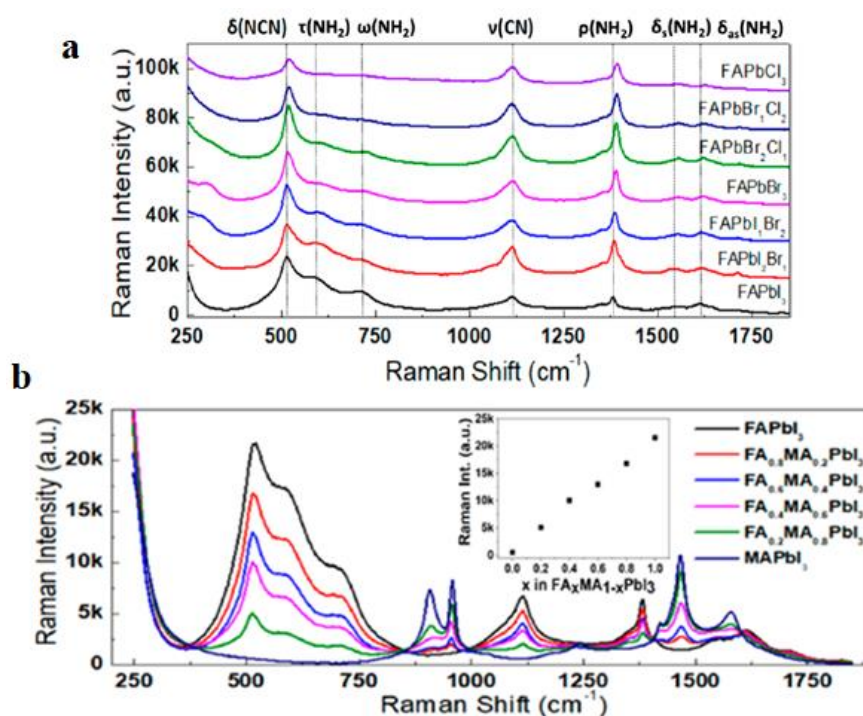 a
δ(NCN) τ(NH₂) ω(NH₂) ν(CN) ρ(NH₂) δₛ(NH₂) δₐₛ(NH₂)
100k
80k
60k
40k
20k
0
Raman Intensity (a.u.)
FAPbCl₃
FAPbBr₁Cl₂
FAPbBr₂Cl₁
FAPbBr₃
FAPbI₁Br₂
FAPbI₂Br₁
FAPbI₃
250 500 750 1000 1250 1500 1750
Raman Shift (cm⁻¹)
b
25k
20k
15k
10k
5k
0
Raman Intensity (a.u.)
25k
20k
15k
10k
5k
0
Raman Int. (a.u.)
0.0 0.2 0.4 0.6 0.8 1.0
x in FAₓMA₁₋ₓPbI₃
FAPbI₃
FA₀.₈MA₀.₂PbI₃
FA₀.₆MA₀.₄PbI₃
FA₀.₄MA₀.₆PbI₃
FA₀.₂MA₀.₈PbI₃
MAPbI₃
250 500 750 1000 1250 1500 1750
Raman Shift (cm⁻¹)